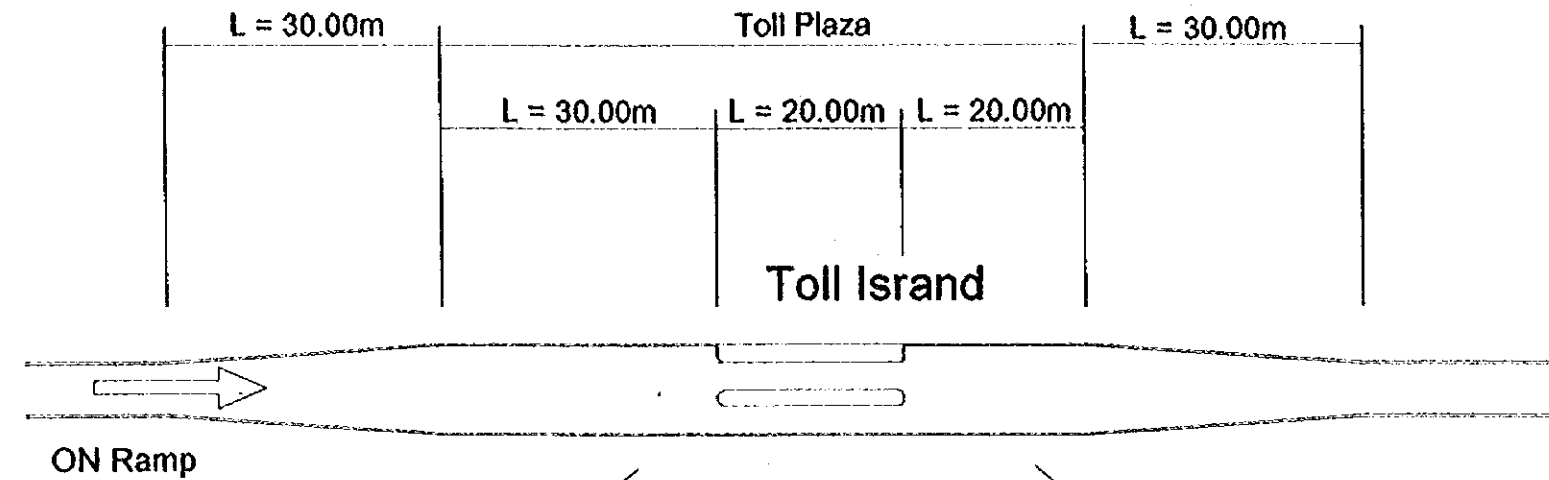 L = 30.00m Toll Plaza L = 30.00m
L = 30.00m L = 20.00m L = 20.00m
Toll Isrand
ON Ramp